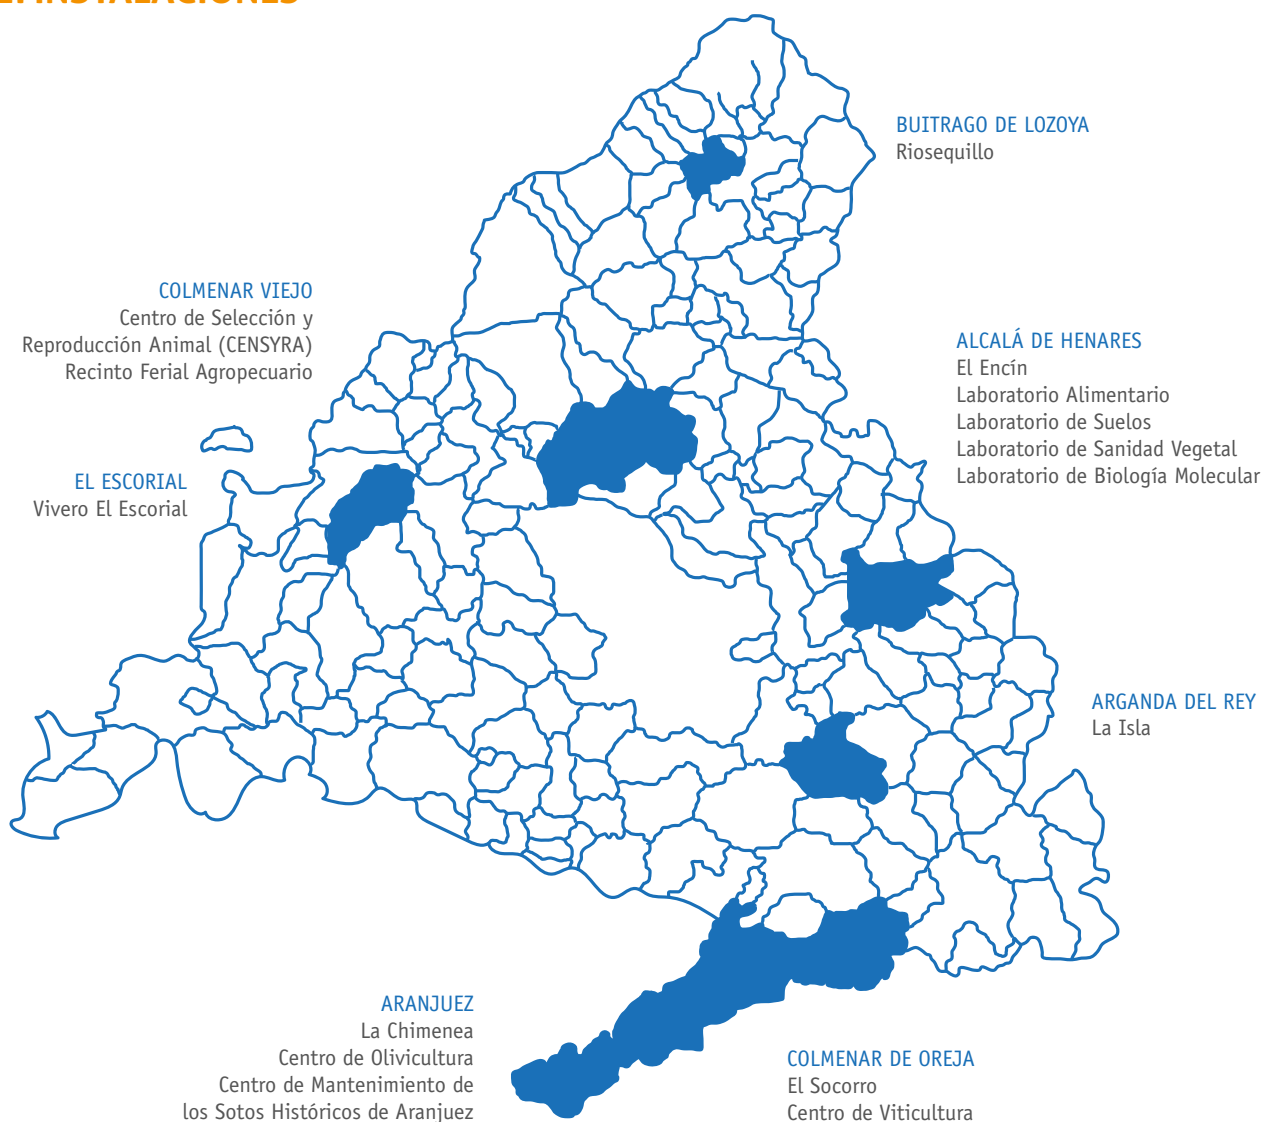 BUITRAGO DE LOZOYA
Riosequillo
COLMENAR VIEJO
Centro de Selección y
Reproducción Animal (CENSYRA)
Recinto Ferial Agropecuario
ALCALÁ DE HENARES
El Encín
Laboratorio Alimentario
Laboratorio de Suelos
Laboratorio de Sanidad Vegetal
Laboratorio de Biología Molecular
EL ESCORIAL
Vivero El Escorial
ARGANDA DEL REY
La Isla
ARANJUEZ
La Chimenea
Centro de Olivicultura
Centro de Mantenimiento de
los Sotos Históricos de Aranjuez
COLMENAR DE OREJA
El Socorro
Centro de Viticultura